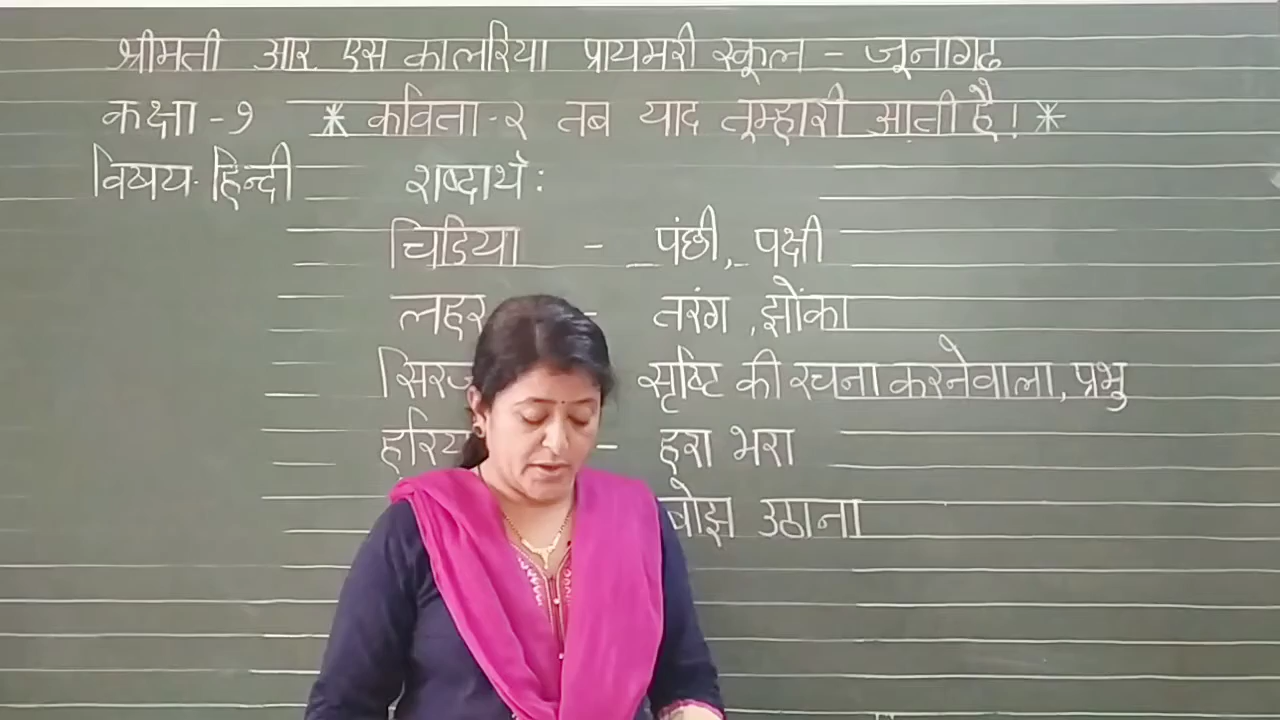 श्रीमती आर. एस कालरिया प्रायमरी स्कूल - जूनागढ
कक्षा - ७ * कविता - २ तब याद तुम्हारी आती है! *
विषय - हिन्दी शब्दार्थ :
चिडिया - पंछी, पक्षी
लहर - तरंग, झोंका
सृष्टि की रचना करनेवाला, प्रभु
- हरा भरा
बोझ उठाना